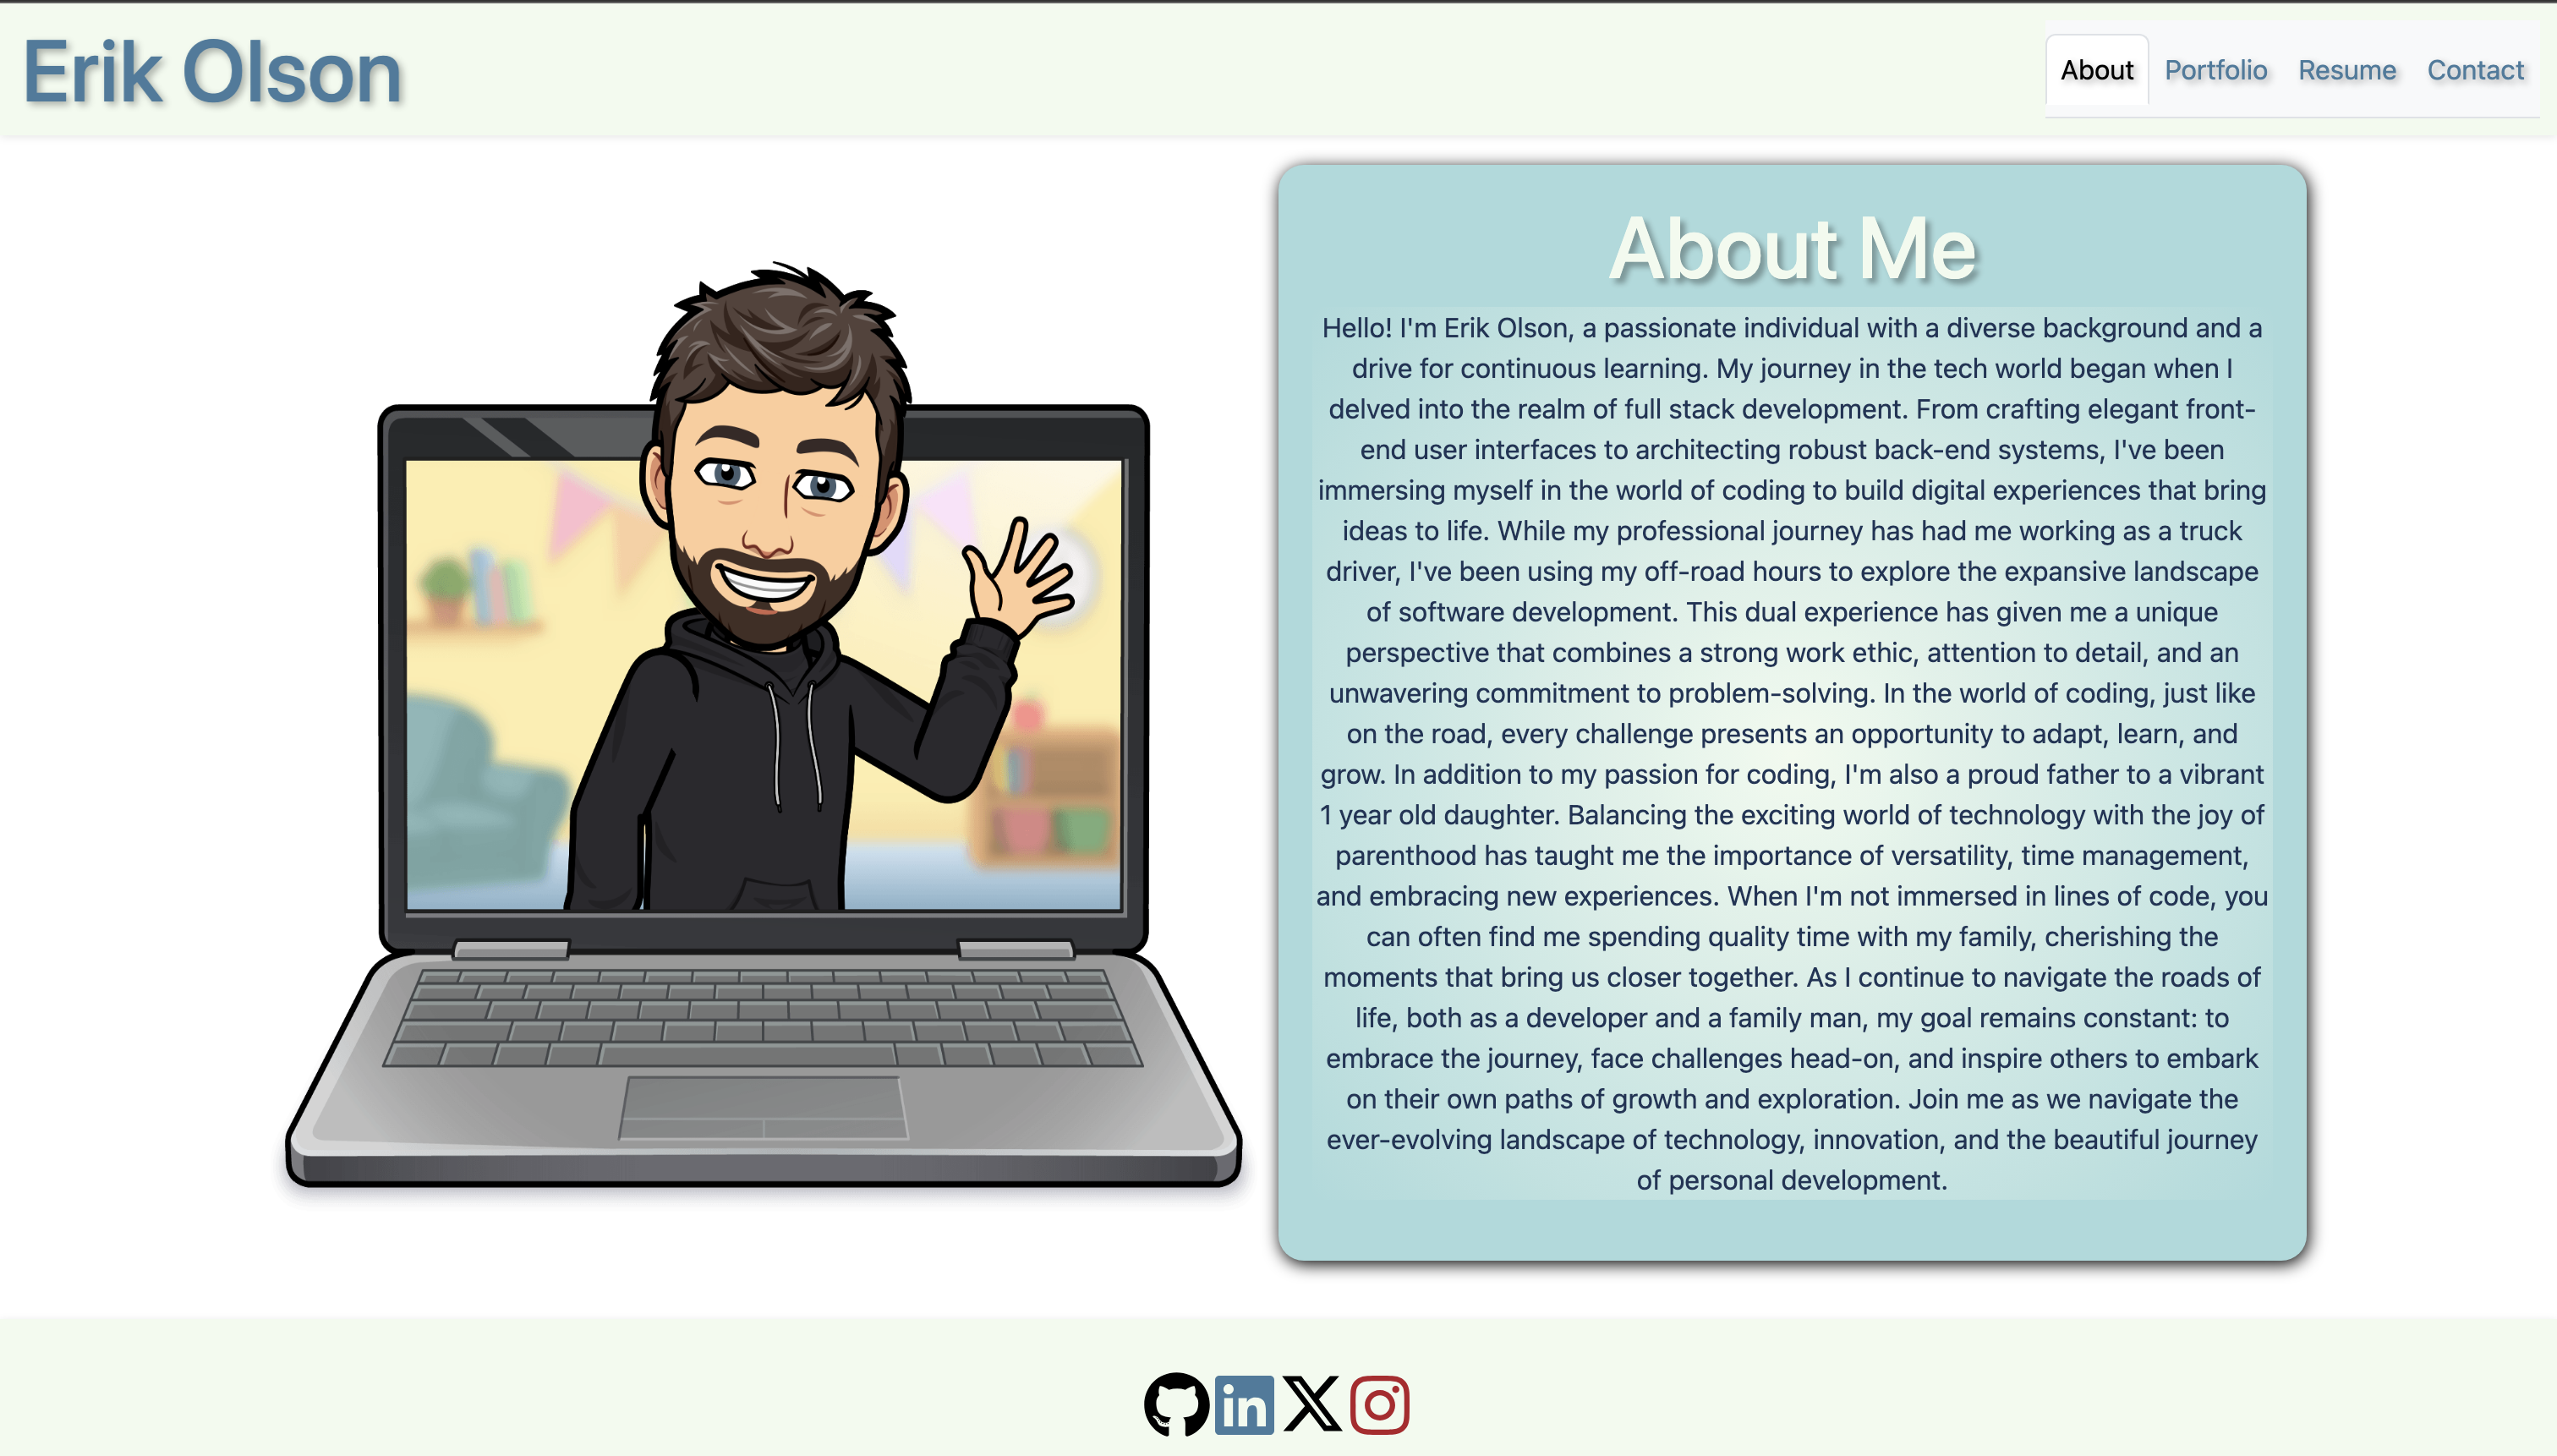 Erik Olson
About Portfolio Resume Contact
About Me
Hello! I'm Erik Olson, a passionate individual with a diverse background and a
drive for continuous learning. My journey in the tech world began when I
delved into the realm of full stack development. From crafting elegant front-
end user interfaces to architecting robust back-end systems, I've been
immersing myself in the world of coding to build digital experiences that bring
ideas to life. While my professional journey has had me working as a truck
driver, I've been using my off-road hours to explore the expansive landscape
of software development. This dual experience has given me a unique
perspective that combines a strong work ethic, attention to detail, and an
unwavering commitment to problem-solving. In the world of coding, just like
on the road, every challenge presents an opportunity to adapt, learn, and
grow. In addition to my passion for coding, I'm also a proud father to a vibrant
1 year old daughter. Balancing the exciting world of technology with the joy of
parenthood has taught me the importance of versatility, time management,
and embracing new experiences. When I'm not immersed in lines of code, you
can often find me spending quality time with my family, cherishing the
moments that bring us closer together. As I continue to navigate the roads of
life, both as a developer and a family man, my goal remains constant: to
embrace the journey, face challenges head-on, and inspire others to embark
on their own paths of growth and exploration. Join me as we navigate the
ever-evolving landscape of technology, innovation, and the beautiful journey
of personal development.
in X